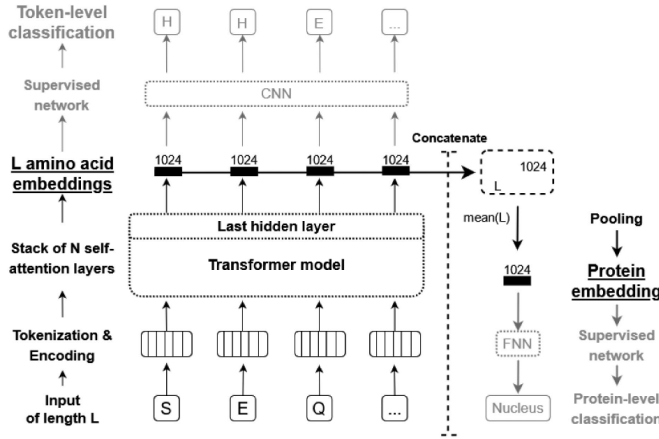 Token-level
classification
H
H
E
...
Supervised
network
CNN
L amino acid
embeddings
1024
1024
1024
1024
Concatenate
1024
L
Last hidden layer
mean(L)
Pooling
Stack of N self-
attention layers
Transformer model
1024
Protein
embedding
Tokenization &
Encoding
FNN
Supervised
network
Input
of length L
S
E
Q
...
Nucleus
Protein-level
classification